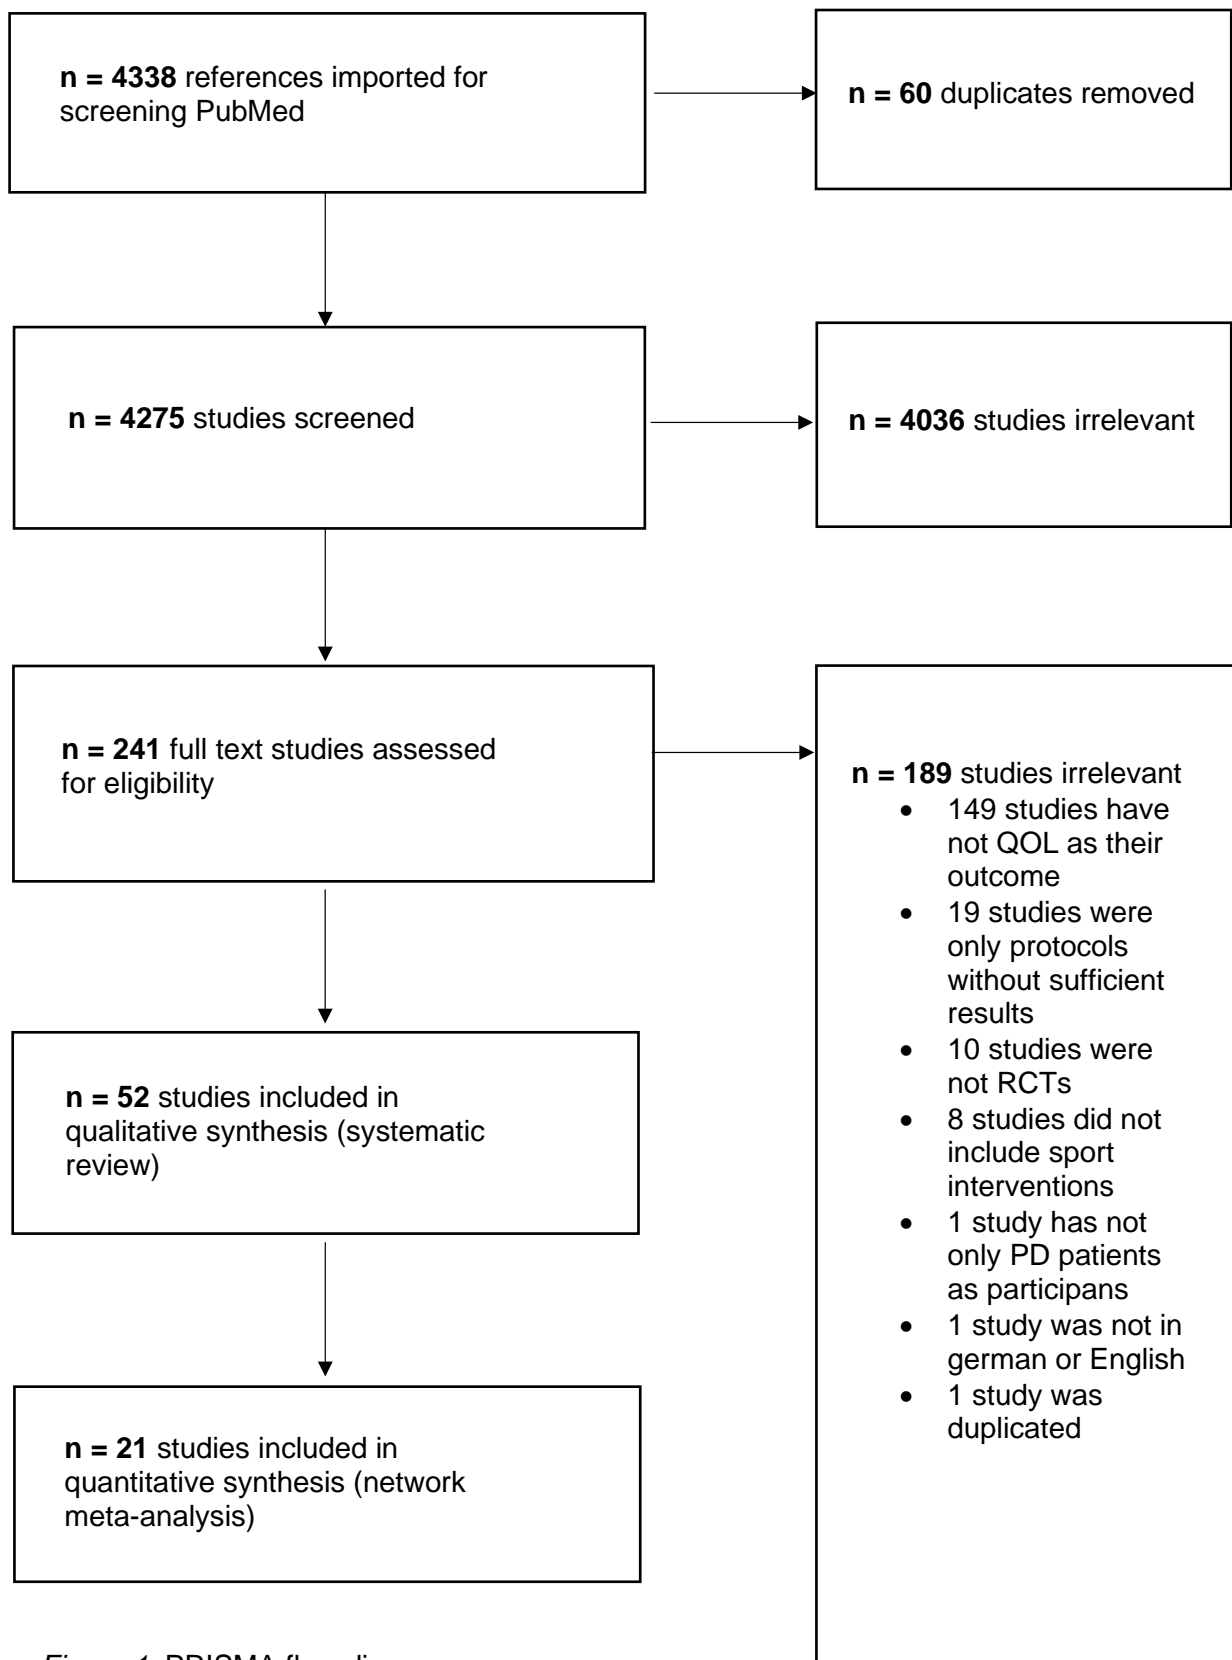 n = 4338 references imported for
screening PubMed
n = 60 duplicates removed
n = 4275 studies screened
n = 4036 studies irrelevant
n = 241 full text studies assessed
for eligibility
n = 189 studies irrelevant
• 149 studies have
not QOL as their
outcome
• 19 studies were
only protocols
without sufficient
results
• 10 studies were
not RCTs
• 8 studies did not
include sport
interventions
• 1 study has not
only PD patients
as participans
• 1 study was not in
german or English
• 1 study was
duplicated
n = 52 studies included in
qualitative synthesis (systematic
review)
n = 21 studies included in
quantitative synthesis (network
meta-analysis)